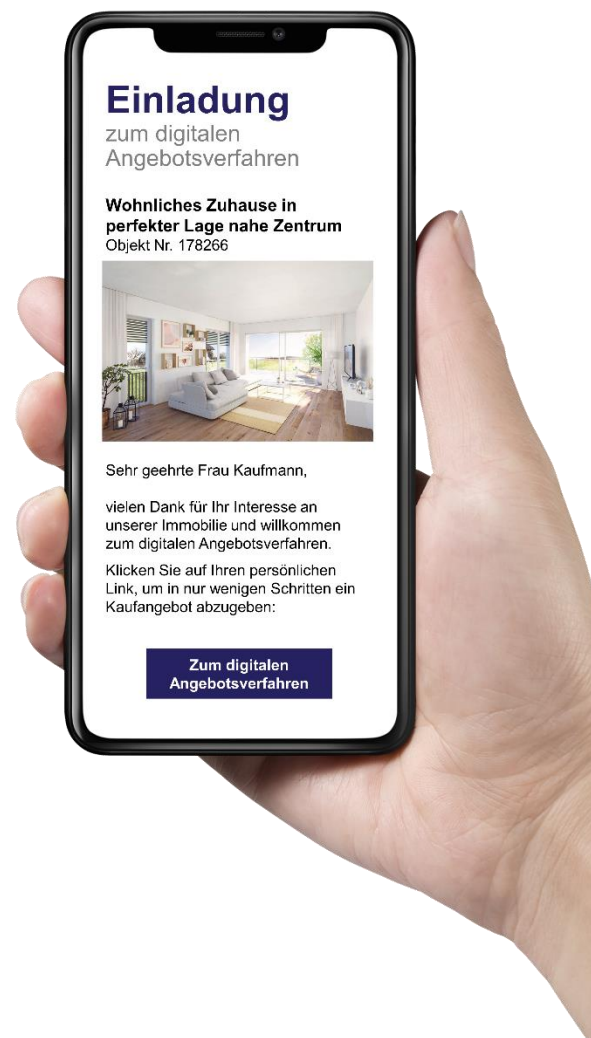 Einladung
zum digitalen
Angebotsverfahren
Wohnliches Zuhause in
perfekter Lage nahe Zentrum
Objekt Nr. 178266
Sehr geehrte Frau Kaufmann,
vielen Dank für Ihr Interesse an
unserer Immobilie und willkommen
zum digitalen Angebotsverfahren.
Klicken Sie auf Ihren persönlichen
Link, um in nur wenigen Schritten ein
Kaufangebot abzugeben:
Zum digitalen
Angebotsverfahren